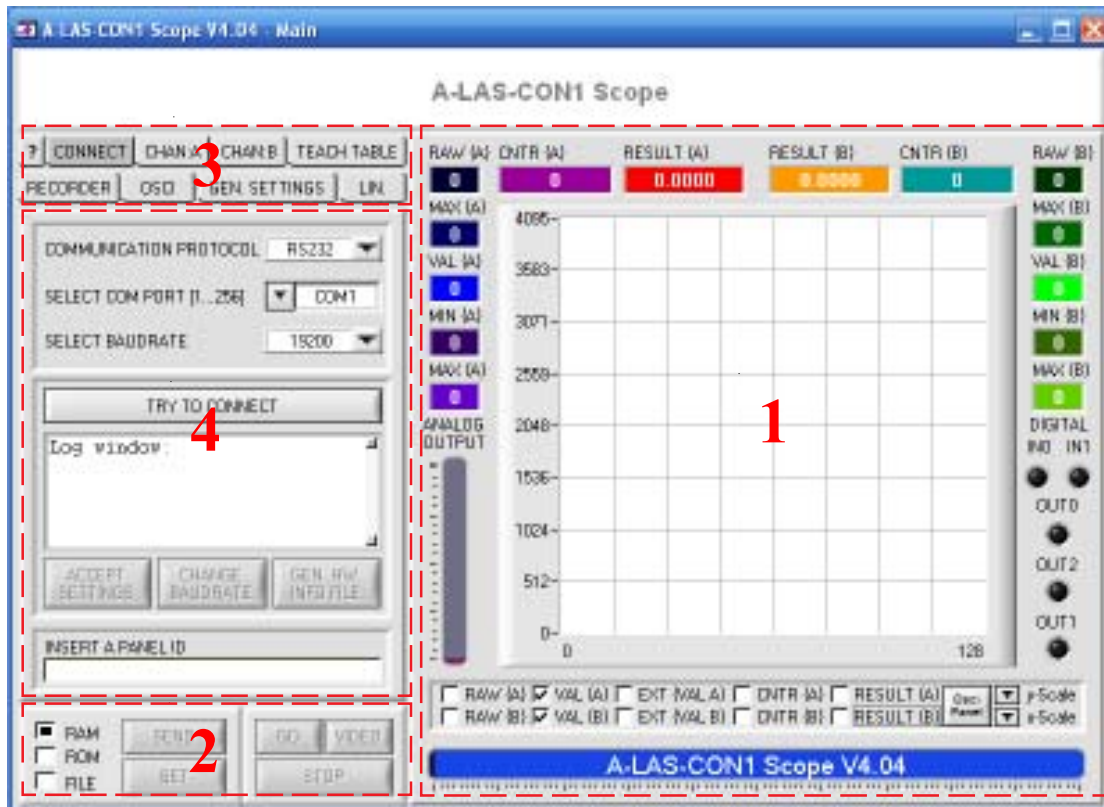 A-LAS-CON1 Scope V4.04 - Main
A-LAS-CON1 Scope
3
? CONNECT CHAN.A CHAN.B TEACH TABLE
RECORDER OSCI GEN. SETTINGS LIN.
COMMUNICATION PROTOCOL RS232
SELECT COM PORT [1...256] COM1
SELECT BAUDRATE 19200
TRY TO CONNECT
4
Log window:
ACCEPT SETTINGS
CHANGE BAUDRATE
GEN. HW INFO FILE
INSERT A PANEL ID
RAM
ROM
FILE
SEND
GET
2
GO VIDEO
STOP
RAW (A) CNTR (A) RESULT (A) RESULT (B) CNTR (B) RAW (B)
0 0 0.0000 0.0000 0 0
MAX (A)
0
VAL (A)
0
MIN (A)
0
MAX (A)
0
ANALOG
OUTPUT
4095
3583
3071
2559
2048
1536
1024
512
0
0 128
1
MAX (B)
0
VAL (B)
0
MIN (B)
0
MAX (B)
0
DIGITAL
IN0 IN1
OUT0
OUT2
OUT1
RAW (A) VAL (A) EXT (VAL A) CNTR (A) RESULT (A)
RAW (B) VAL (B) EXT (VAL B) CNTR (B) RESULT (B)
Osci Panel
y-Scale
x-Scale
A-LAS-CON1 Scope V4.04